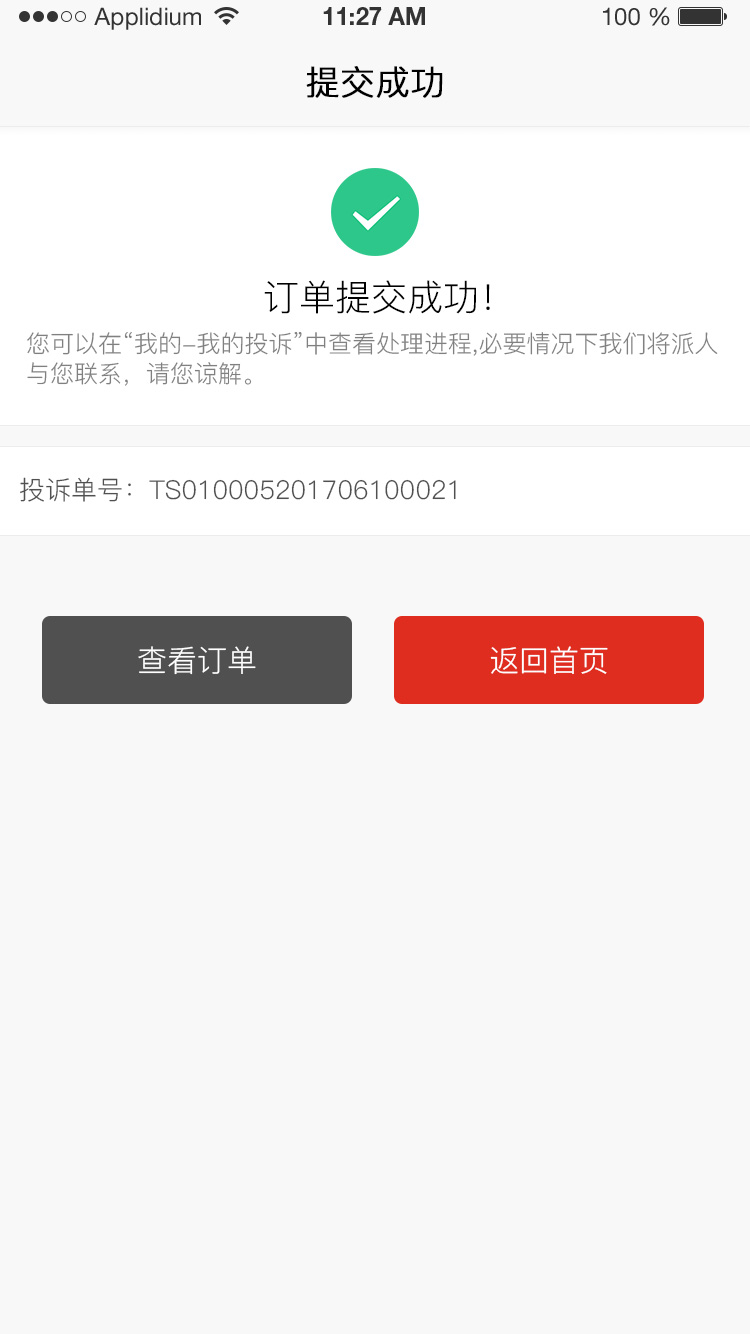 Applidium 11:27 AM 100 %
提交成功
订单提交成功！
您可以在“我的–我的投诉”中查看处理进程,必要情况下我们将派人
与您联系，请您谅解。
投诉单号：TS010005201706100021
查看订单 返回首页